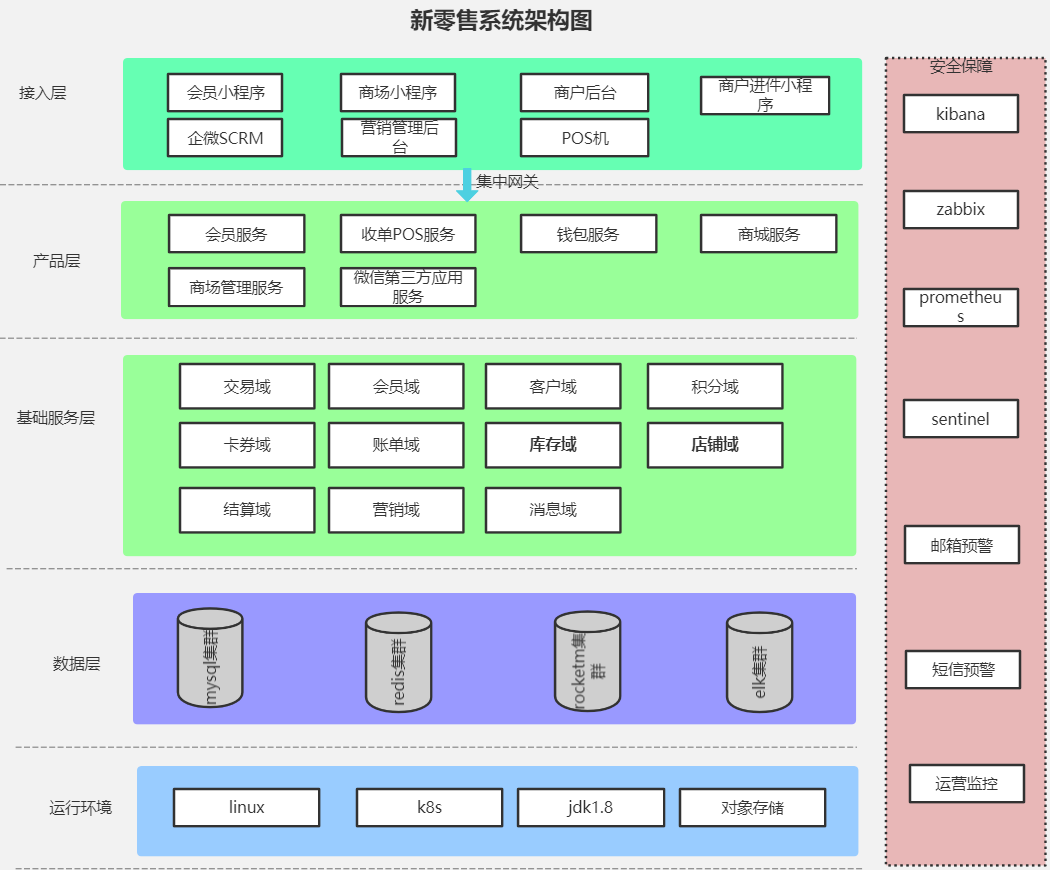 新零售系统架构图
接入层
会员小程序
商场小程序
商户后台
商户进件小程
序
企微SCRM
营销管理后
台
POS机
集中网关
产品层
会员服务
收单POS服务
钱包服务
商城服务
商场管理服务
微信第三方应用
服务
基础服务层
交易域
会员域
客户域
积分域
卡券域
账单域
库存域
店铺域
结算域
营销域
消息域
数据层
mysql集群
redis集群
rocketm集
群
elk集群
运行环境
linux
k8s
jdk1.8
对象存储
安全保障
kibana
zabbix
prometheu
s
sentinel
邮箱预警
短信预警
运营监控